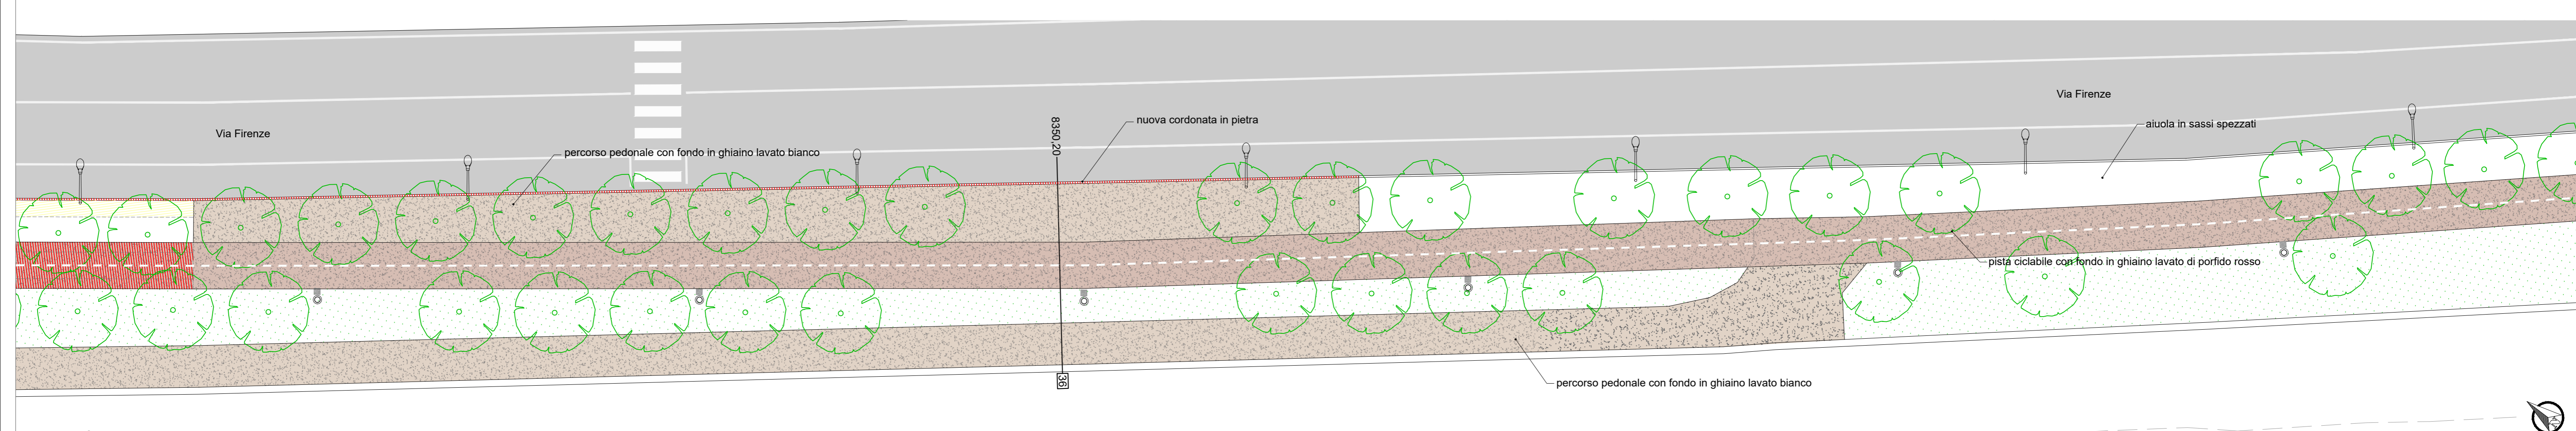 Via Firenze
percorso pedonale con fondo in ghiaino lavato bianco
8350,20
nuova cordonata in pietra
Via Firenze
aiuola in sassi spezzati
pista ciclabile con fondo in ghiaino lavato di porfido rosso
36
percorso pedonale con fondo in ghiaino lavato bianco